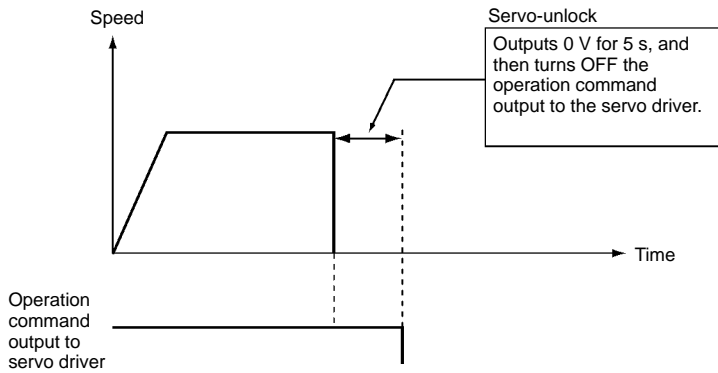 Speed
Servo-unlock
Outputs 0 V for 5 s, and
then turns OFF the
operation command
output to the servo driver.
Time
Operation
command
output to
servo driver